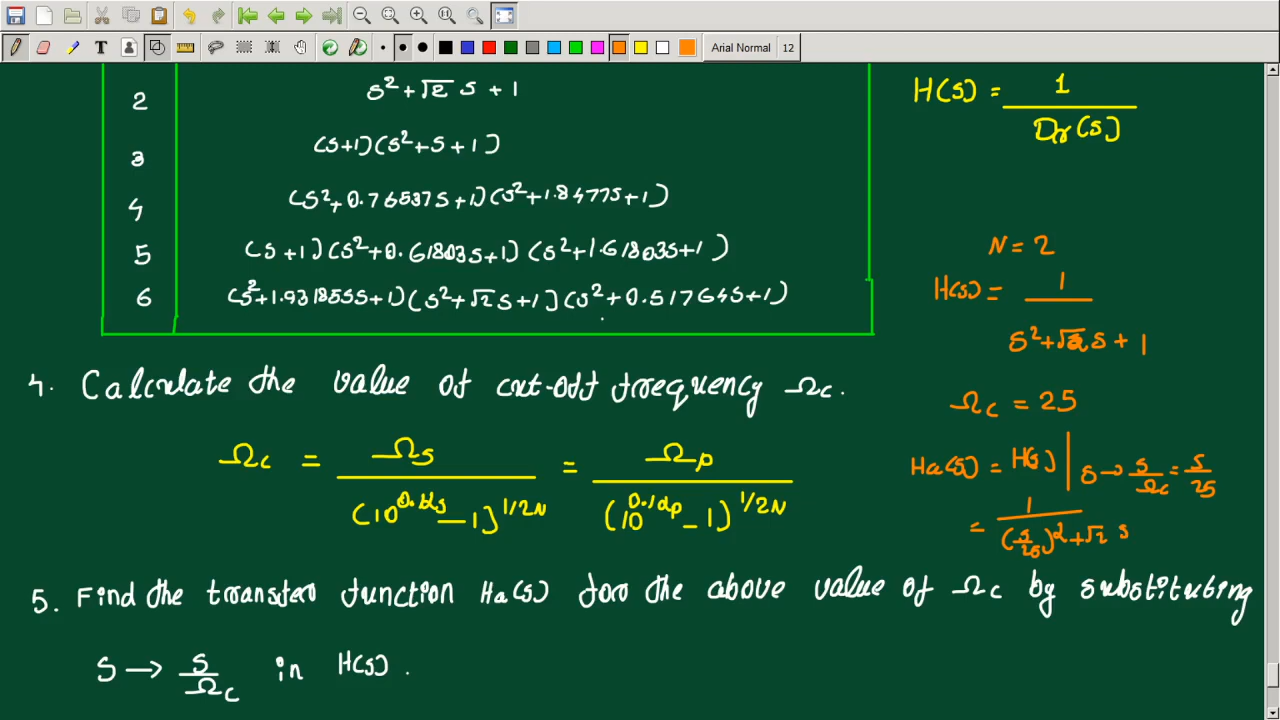 Arial Normal 12
2 s²+√2 s+1
3 (s+1)(s²+s+1)
4 (s²+0.76537s+1)(s²+1.8477s+1)
5 (s+1)(s²+0.61803s+1)(s²+1.61803s+1)
6 (s²+1.931855s+1)(s²+√2s+1)(s²+0.51764s+1)
4. Calculate the value of cut-off frequency Ωc.
Ωc = Ωs / (10^0.1αs − 1)^1/2N = Ωp / (10^0.1αp − 1)^1/2N
5. Find the transfer function Ha(s) for the above value of Ωc by substituting
s → s/Ωc in H(s).
H(s) = 1 / Dr(s)
N = 2
H(s) = 1 / s²+√2s+1
Ωc = 25
Ha(s) = H(s) | s → s/Ωc = s/25
= 1 / (s/25)²+√2 s